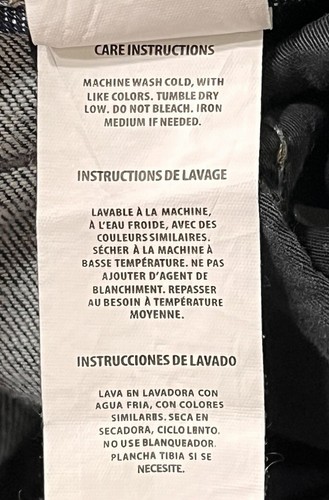 CARE INSTRUCTIONS
MACHINE WASH COLD, WITH
LIKE COLORS. TUMBLE DRY
LOW. DO NOT BLEACH. IRON
MEDIUM IF NEEDED.
INSTRUCTIONS DE LAVAGE
LAVABLE À LA MACHINE,
À L'EAU FROIDE, AVEC DES
COULEURS SIMILAIRES.
SÉCHER À LA MACHINE À
BASSE TEMPÉRATURE. NE PAS
AJOUTER D'AGENT DE
BLANCHIMENT. REPASSER
AU BESOIN À TEMPÉRATURE
MOYENNE.
INSTRUCCIONES DE LAVADO
LAVA EN LAVADORA CON
AGUA FRIA, CON COLORES
SIMILARES. SECA EN
SECADORA, CICLO LENTO.
NO USE BLANQUEADOR.
PLANCHA TIBIA SI SE
NECESITE.